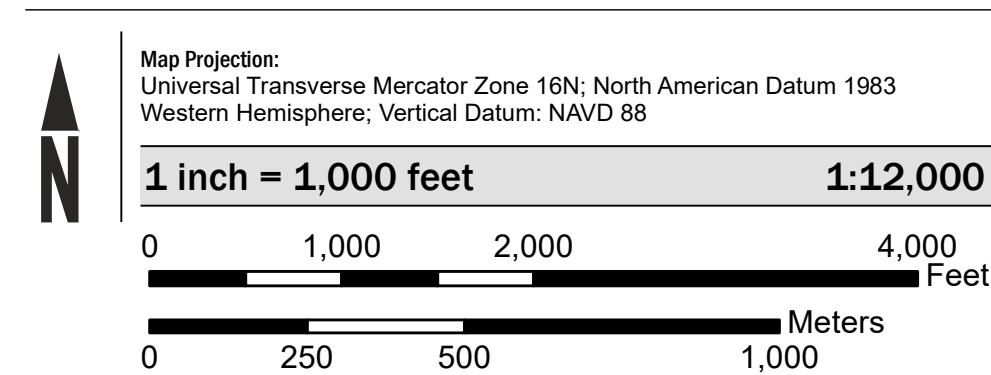 Map Projection:
Universal Transverse Mercator Zone 16N; North American Datum 1983
Western Hemisphere; Vertical Datum: NAVD 88
N
1 inch = 1,000 feet 1:12,000
0 1,000 2,000 4,000
Feet
Meters
0 250 500 1,000